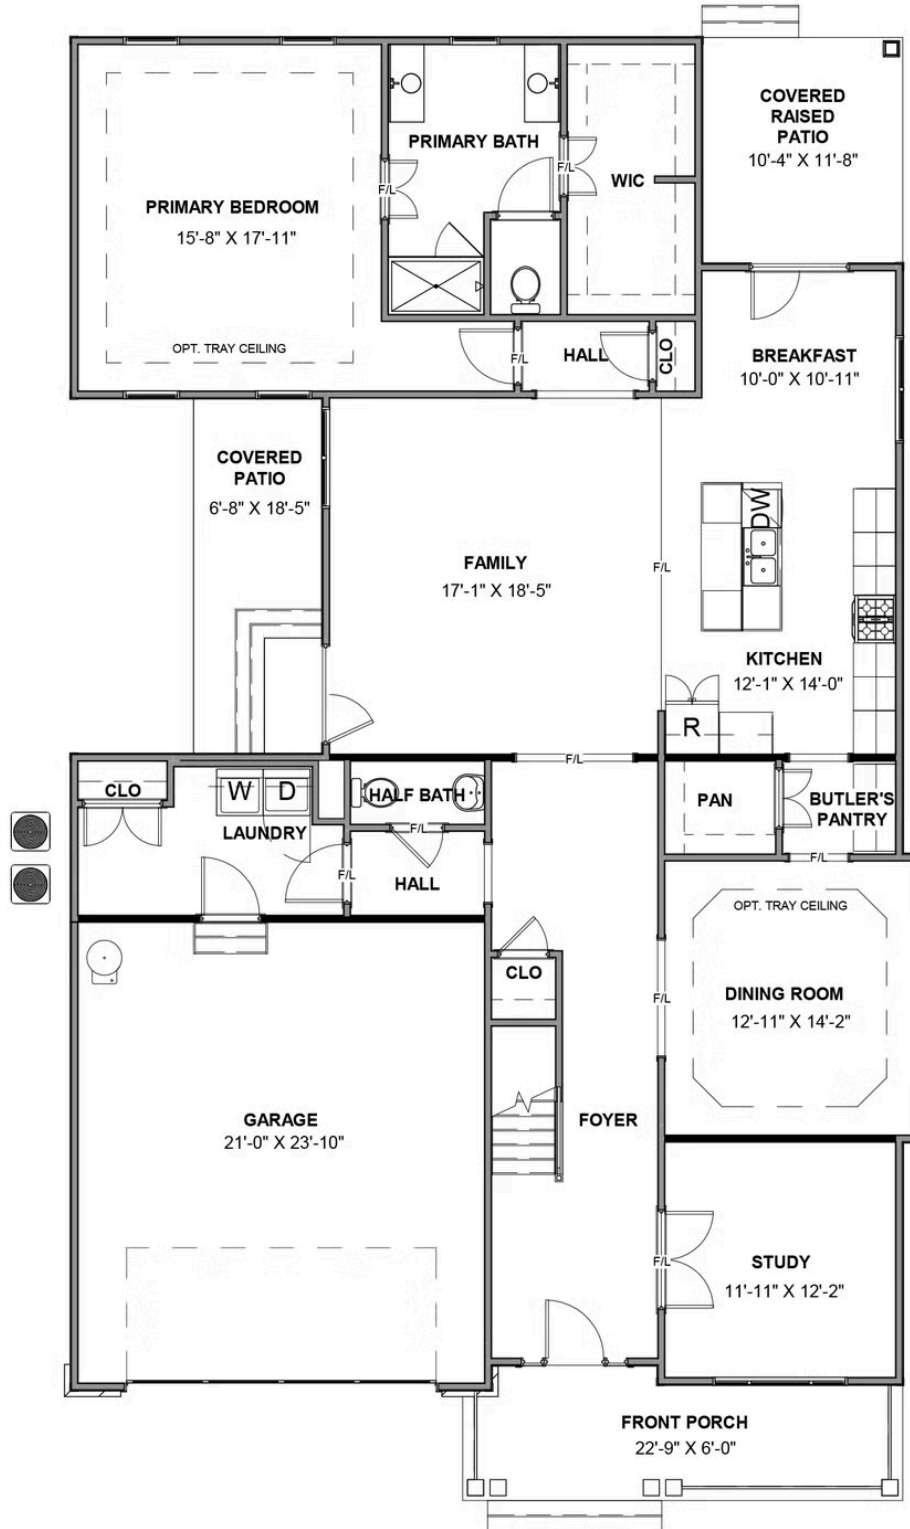 COVERED
RAISED
PATIO
10'-4" X 11'-8"
PRIMARY BATH
F/L
WIC
F/L
PRIMARY BEDROOM
15'-8" X 17'-11"
OPT. TRAY CEILING
F/L
HALL
CLO
BREAKFAST
10'-0" X 10'-11"
COVERED
PATIO
6'-8" X 18'-5"
DW
FAMILY
17'-1" X 18'-5"
F/L
KITCHEN
12'-1" X 14'-0"
R
F/L
CLO
W
D
HALF BATH
PAN
BUTLER'S
PANTRY
LAUNDRY
F/L
F/L
F/L
HALL
OPT. TRAY CEILING
CLO
DINING ROOM
12'-11" X 14'-2"
F/L
GARAGE
21'-0" X 23'-10"
FOYER
STUDY
11'-11" X 12'-2"
F/L
FRONT PORCH
22'-9" X 6'-0"